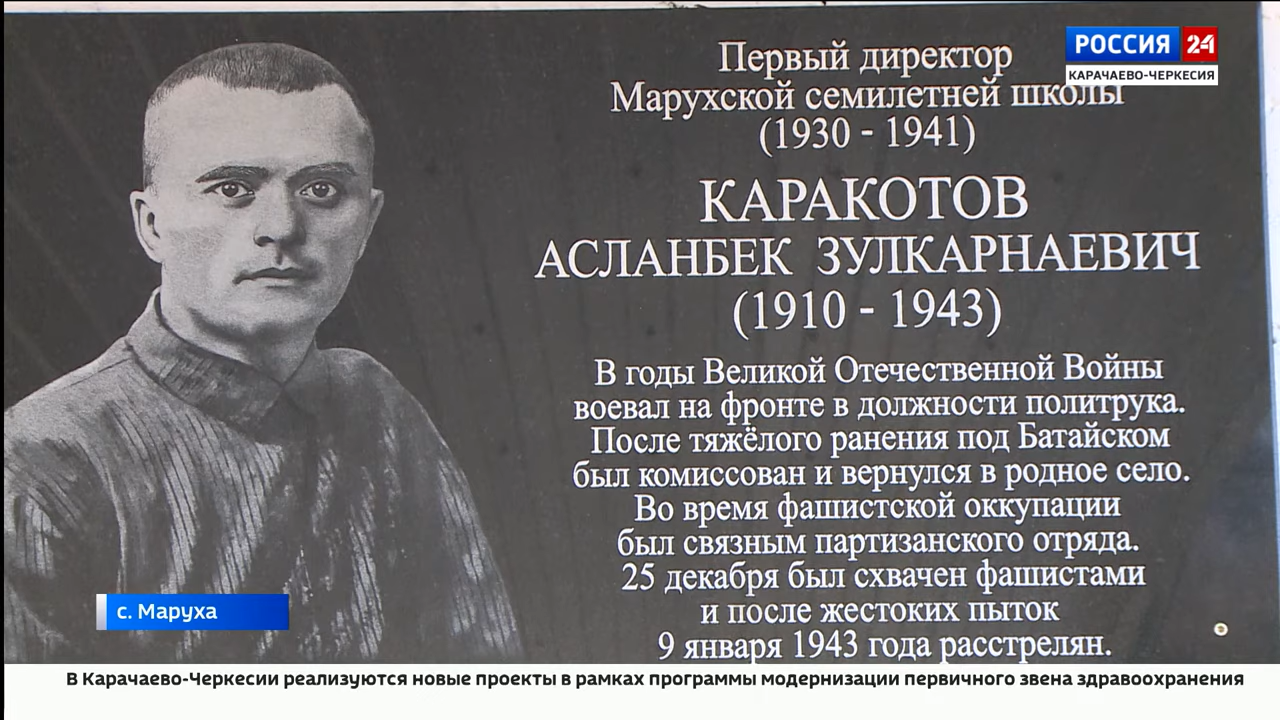 Первый директор
Марухской семилетней школы
(1930 - 1941)
КАРАКОТОВ
АСЛАНБЕК ЗУЛКАРНАЕВИЧ
(1910 - 1943)
В годы Великой Отечественной Войны
воевал на фронте в должности политрука.
После тяжёлого ранения под Батайском
был комиссован и вернулся в родное село.
Во время фашистской оккупации
был связным партизанского отряда.
25 декабря был схвачен фашистами
и после жестоких пыток
9 января 1943 года расстрелян.
РОССИЯ 24
КАРАЧАЕВО-ЧЕРКЕСИЯ
с. Маруха
В Карачаево-Черкесии реализуются новые проекты в рамках программы модернизации первичного звена здравоохранения